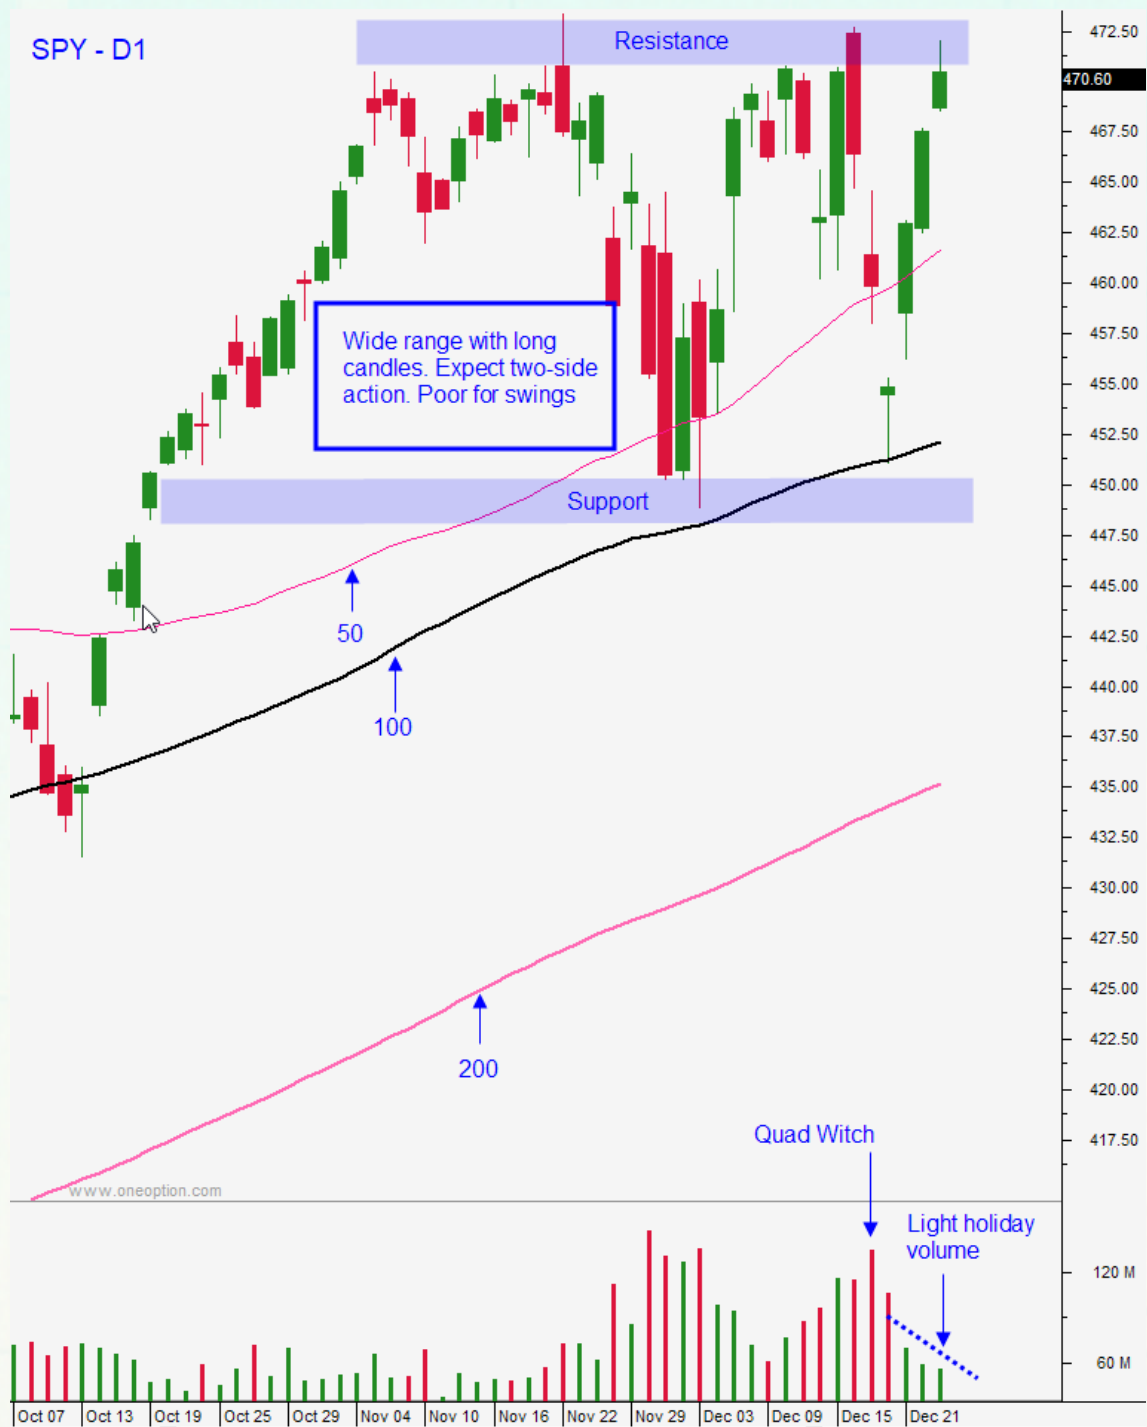 SPY - D1
Resistance
472.50
470.60
467.50
465.00
462.50
460.00
Wide range with long
candles. Expect two-side
action. Poor for swings
457.50
455.00
452.50
450.00
Support
447.50
445.00
50
442.50
440.00
100
437.50
435.00
432.50
430.00
427.50
425.00
422.50
200
420.00
417.50
Quad Witch
www.oneoption.com
Light holiday
volume
120 M
60 M
Oct 07 Oct 13 Oct 19 Oct 25 Oct 29 Nov 04 Nov 10 Nov 16 Nov 22 Nov 29 Dec 03 Dec 09 Dec 15 Dec 21